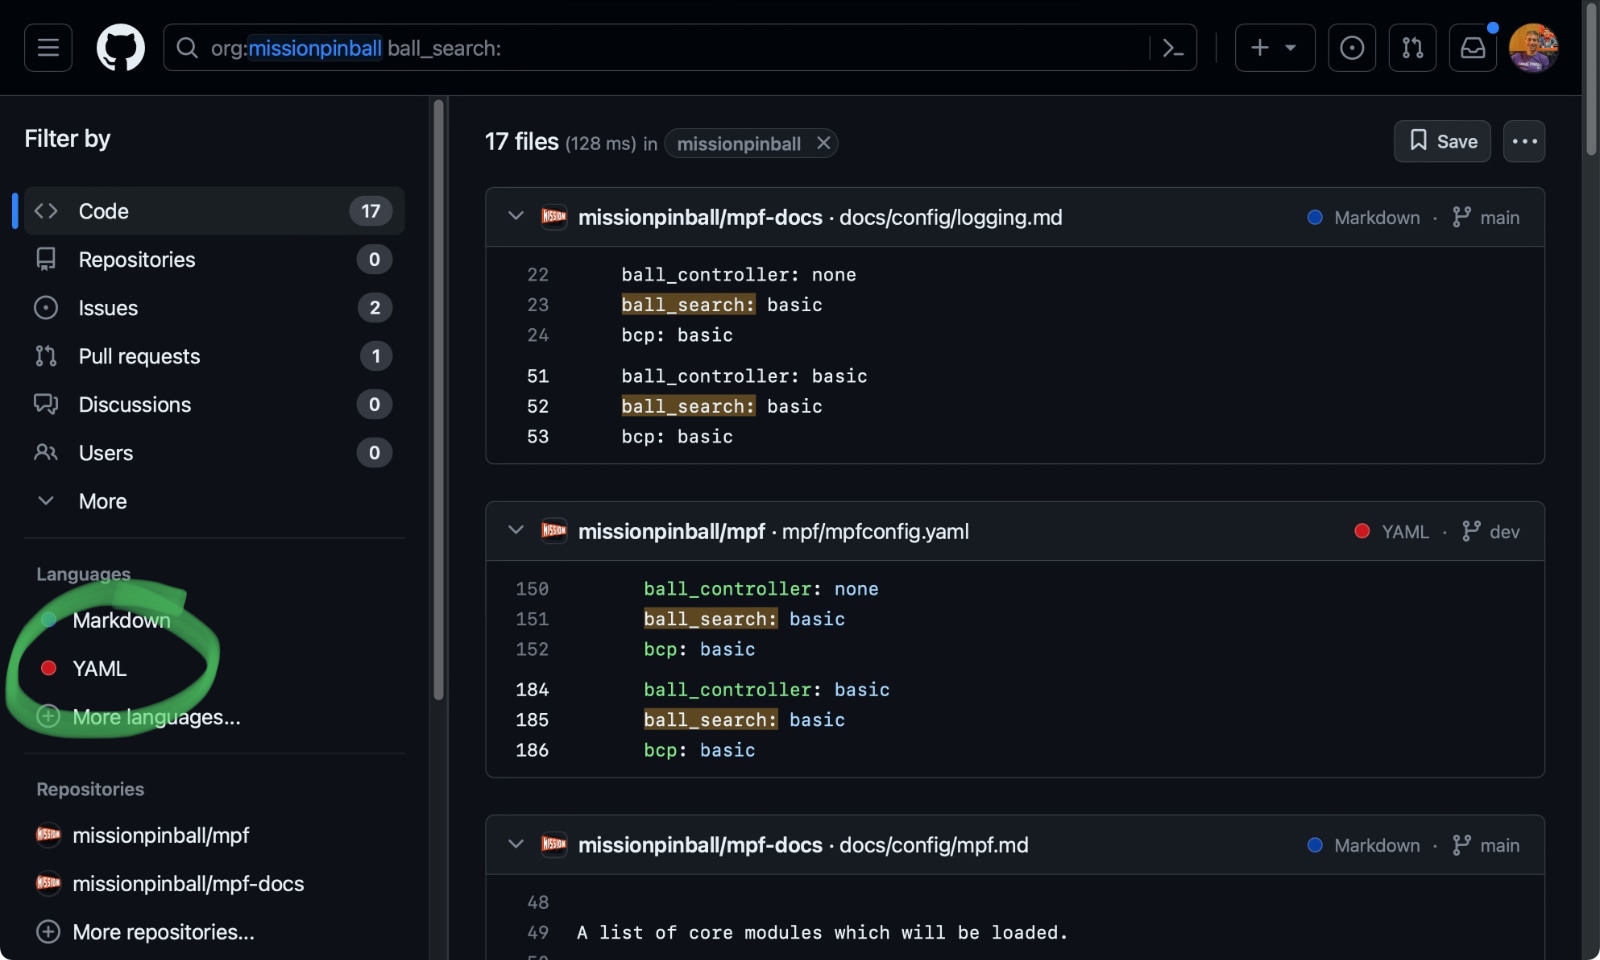 org:missionpinball ball_search:
Filter by
Code 17
Repositories 0
Issues 2
Pull requests 1
Discussions 0
Users 0
More
Languages
Markdown
YAML
More languages...
Repositories
missionpinball/mpf
missionpinball/mpf-docs
More repositories...
17 files (128 ms) in missionpinball
Save
missionpinball/mpf-docs · docs/config/logging.md Markdown · main
22 ball_controller: none
23 ball_search: basic
24 bcp: basic
51 ball_controller: basic
52 ball_search: basic
53 bcp: basic
missionpinball/mpf · mpf/mpfconfig.yaml YAML · dev
150 ball_controller: none
151 ball_search: basic
152 bcp: basic
184 ball_controller: basic
185 ball_search: basic
186 bcp: basic
missionpinball/mpf-docs · docs/config/mpf.md Markdown · main
48
49 A list of core modules which will be loaded.